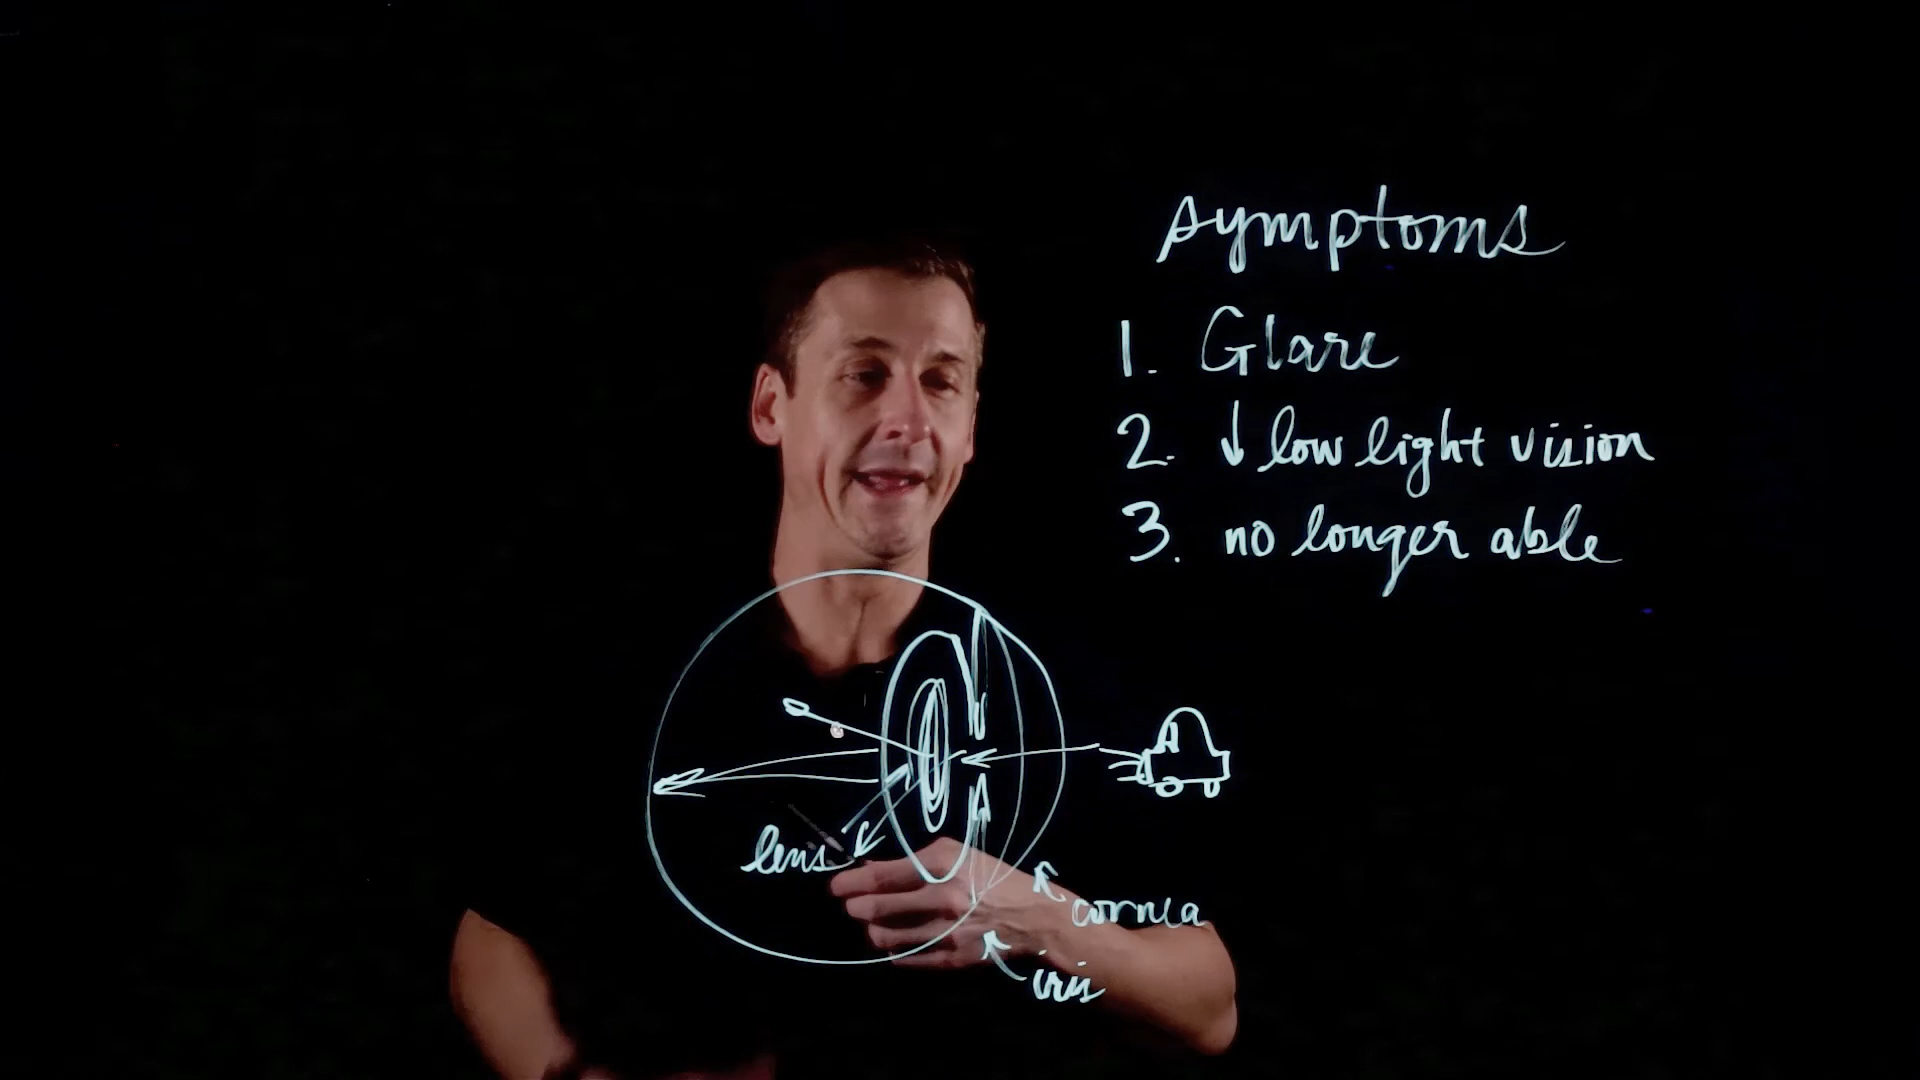 symptoms
1. Glare
2. ↓ low light vision
3. no longer able
lens
cornea
iris